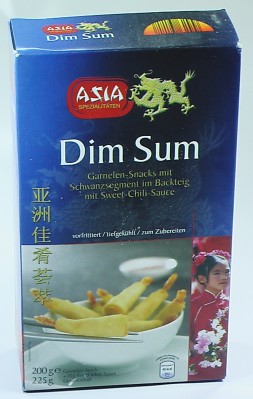 ASIA
SPEZIALITÄTEN
Dim Sum
Garnelen-Snacks mit
Schwanzsegment im Backteig
mit Sweet-Chili-Sauce
vorfrittiert / tiefgekühlt / zum Zubereiten
亚洲佳肴荟萃
200 g e
225 g